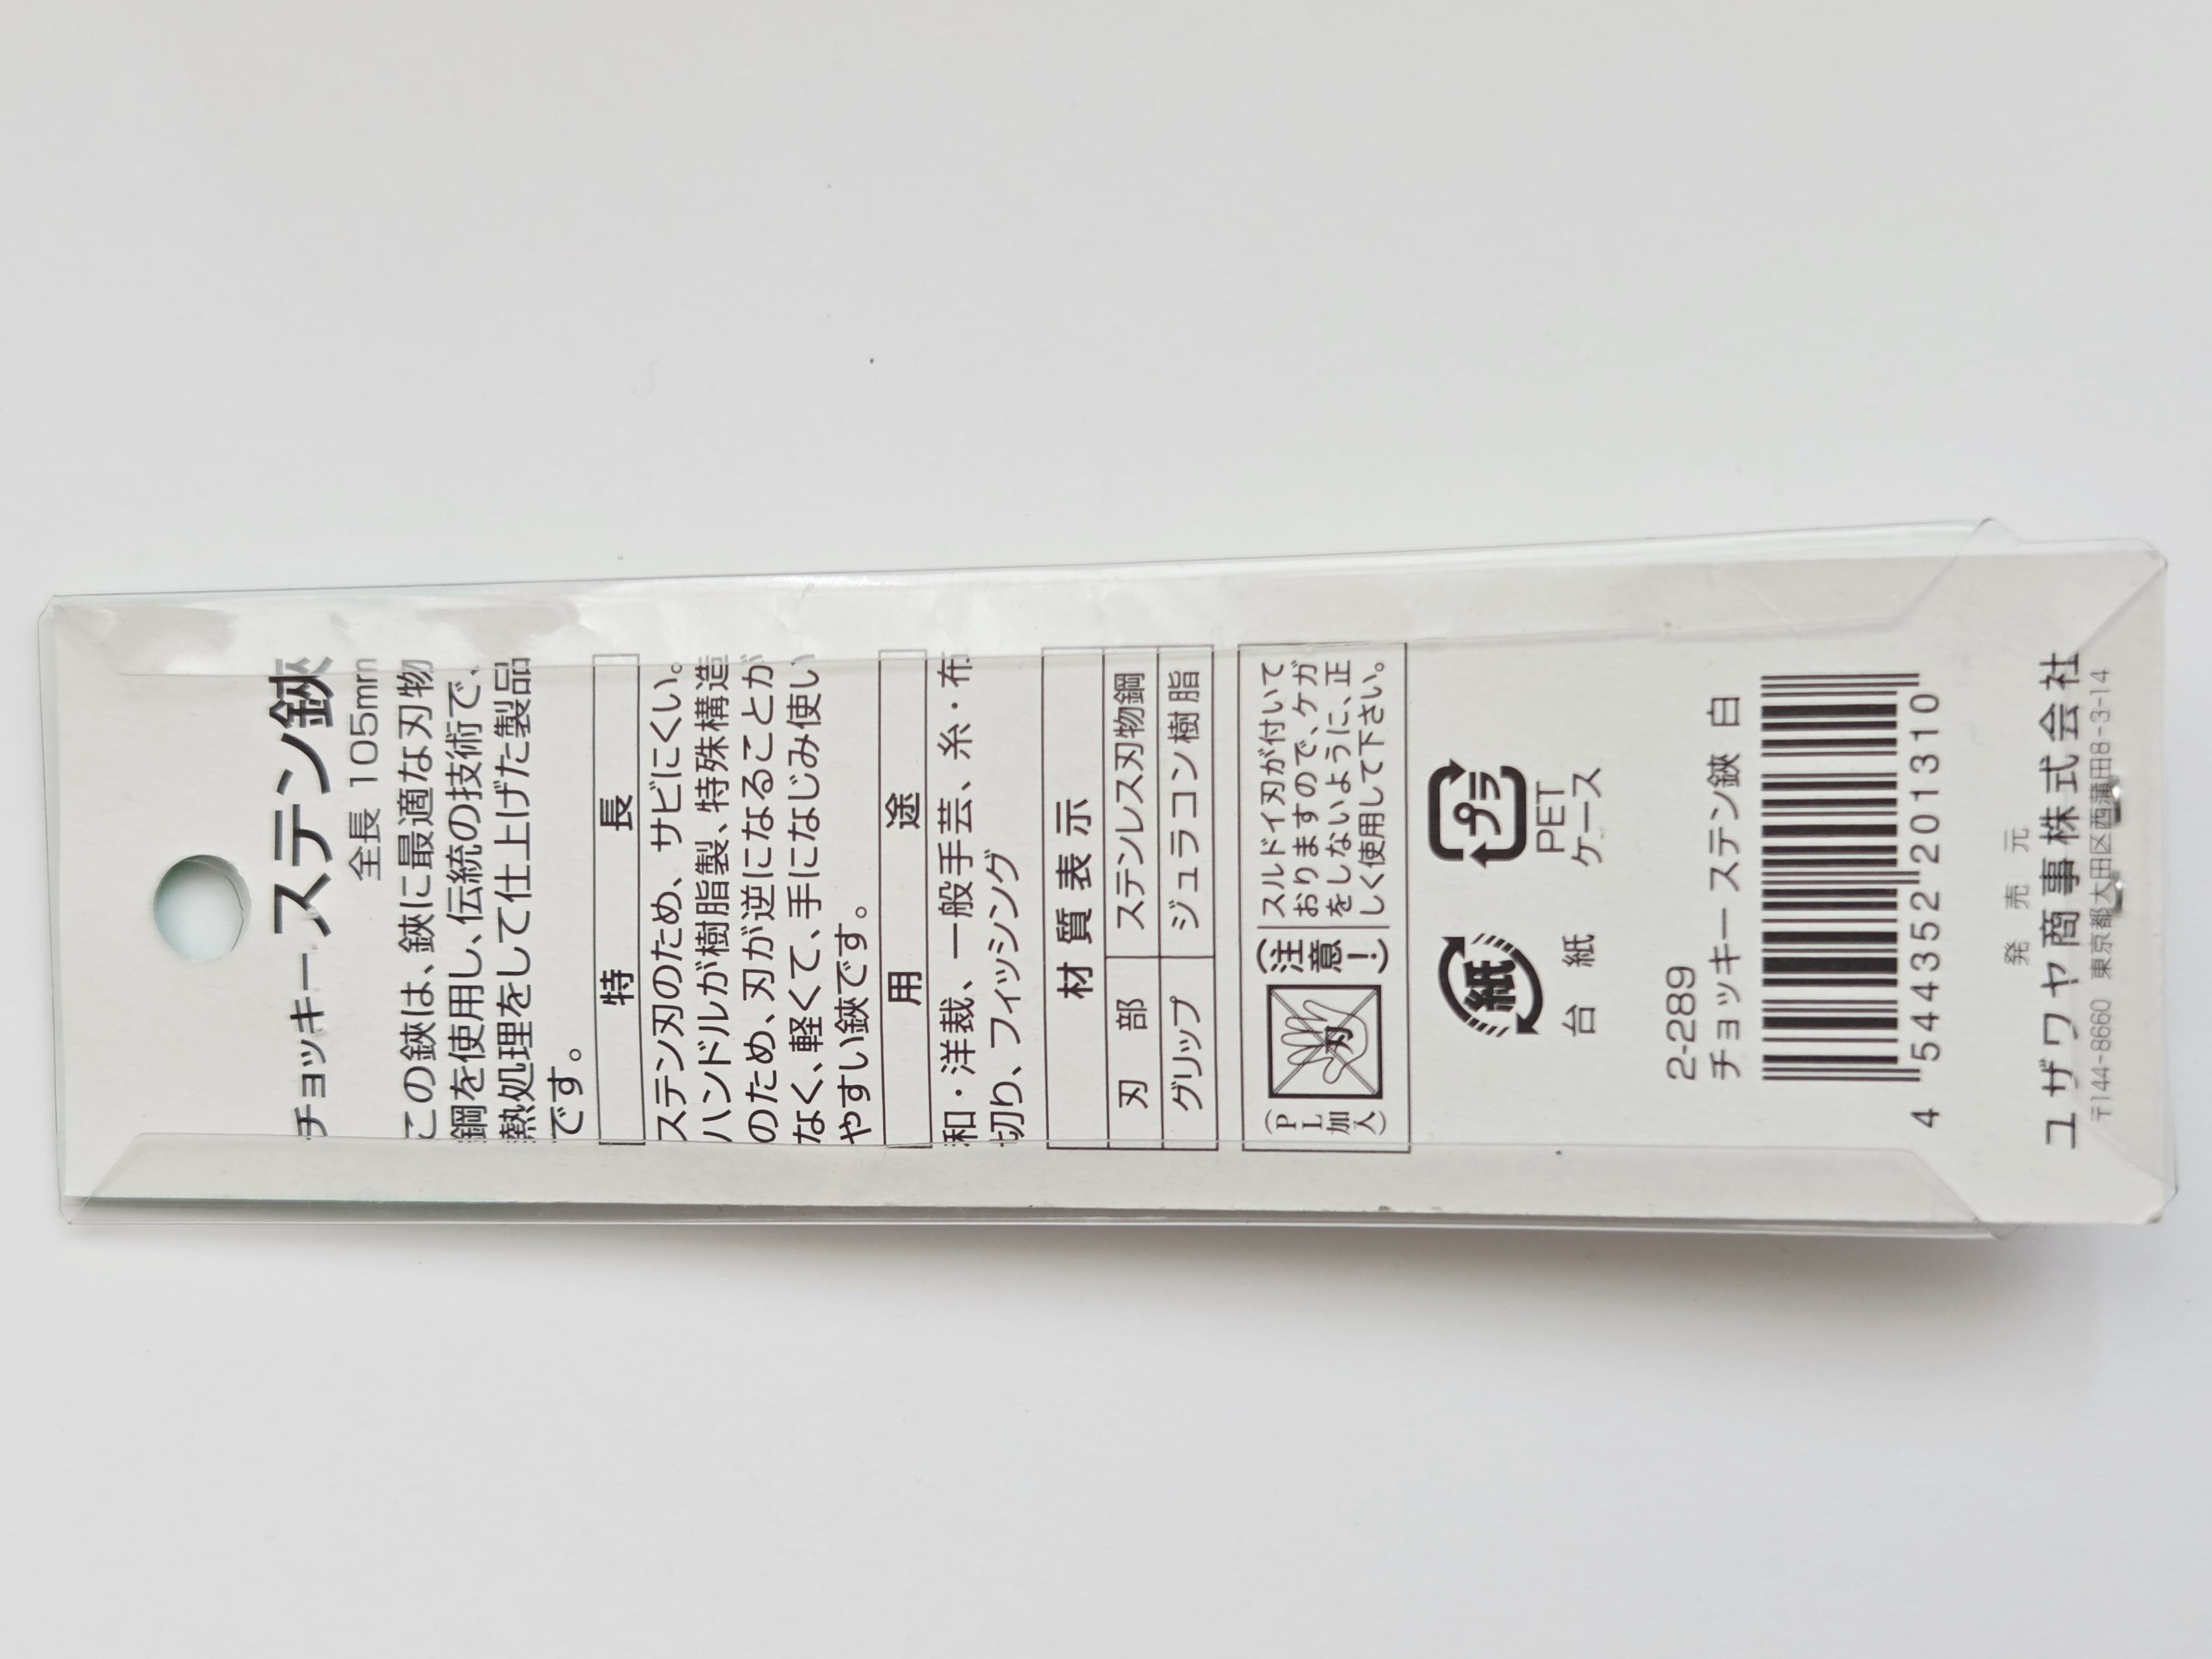 チョッキー ステン鋏
全長 105mm
この鋏は、鋏に最適な刃物
鋼を使用し、伝統の技術で、
熱処理をして仕上げた製品
です。
特 長
ステン刃のため、サビにくい。
ハンドルが樹脂製、特殊構造
のため、刃が逆になることが
なく、軽くて、手になじみ使い
やすい鋏です。
用 途
和・洋裁、一般手芸、糸・布
切り、フィッシング
材質表示
刃 部 ステンレス刃物鋼
グリップ ジュラコン樹脂
(PL加入)
刃
(注意!)
スルドイ刃が付いて
おりますので、ケガ
をしないように、正
しく使用して下さい。
紙 プラ
台 紙 PET
ケース
2-289
チョッキー ステン鋏 白
4 544352 201310
発 売 元
ユザワヤ商事株式会社
〒144-8660 東京都大田区西蒲田8-3-14